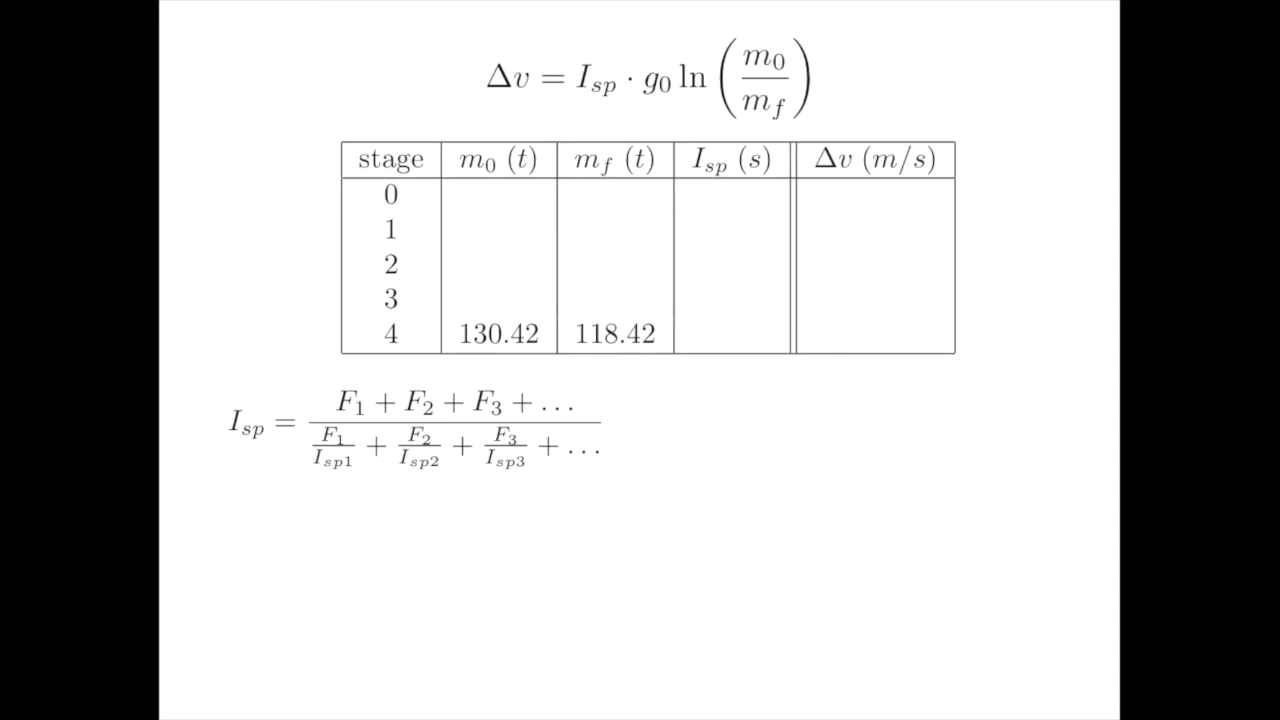 Δv = I_sp · g_0 ln (m_0 / m_f)
stage m_0 (t) m_f (t) I_sp (s) Δv (m/s)
0
1
2
3
4 130.42 118.42
I_sp = (F_1 + F_2 + F_3 + ...) / (F_1/I_sp1 + F_2/I_sp2 + F_3/I_sp3 + ...)